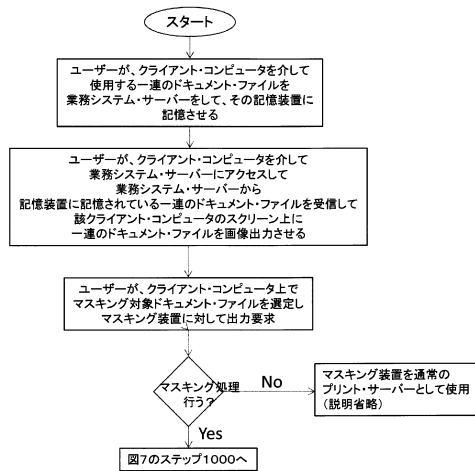 スタート
ユーザーが、クライアント・コンピュータを介して
使用する一連のドキュメント・ファイルを
業務システム・サーバーをして、その記憶装置に
記憶させる
ユーザーが、クライアント・コンピュータを介して
業務システム・サーバーにアクセスして
業務システム・サーバーから
記憶装置に記憶されている一連のドキュメント・ファイルを受信して
該クライアント・コンピュータのスクリーン上に
一連のドキュメント・ファイルを画像出力させる
ユーザーが、クライアント・コンピュータ上で
マスキング対象ドキュメント・ファイルを選定し
マスキング装置に対して出力要求
マスキング処理
行う?
No
マスキング装置を通常の
プリント・サーバーとして使用
(説明省略)
Yes
図7のステップ1000へ